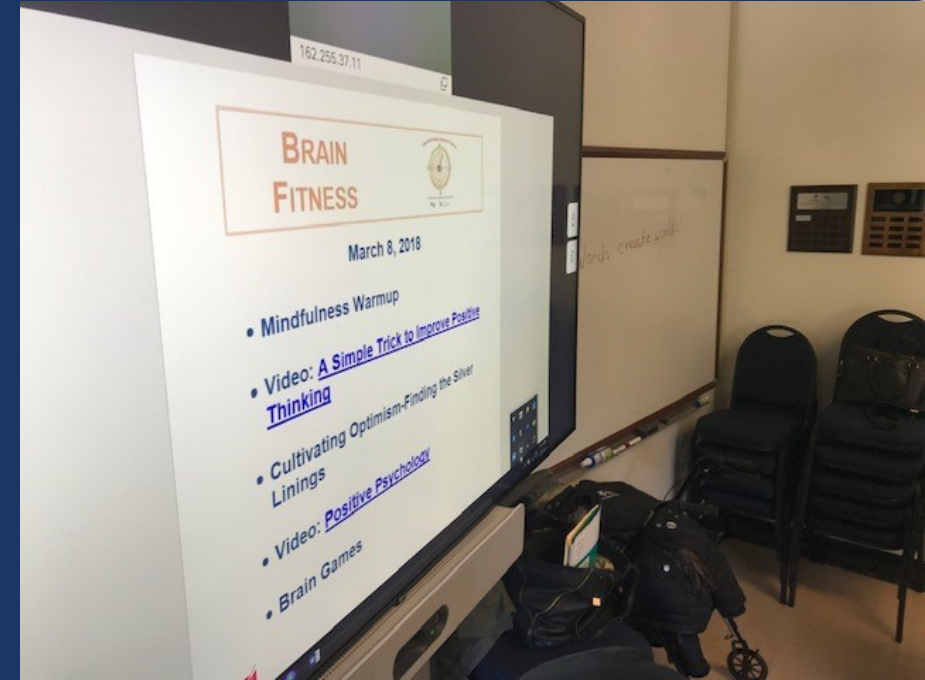 162.255.37.11
BRAIN
FITNESS
March 8, 2018
• Mindfulness Warmup
• Video: A Simple Trick to Improve Positive
Thinking
• Cultivating Optimism-Finding the Silver
Linings
• Video: Positive Psychology
• Brain Games
Words create worlds!